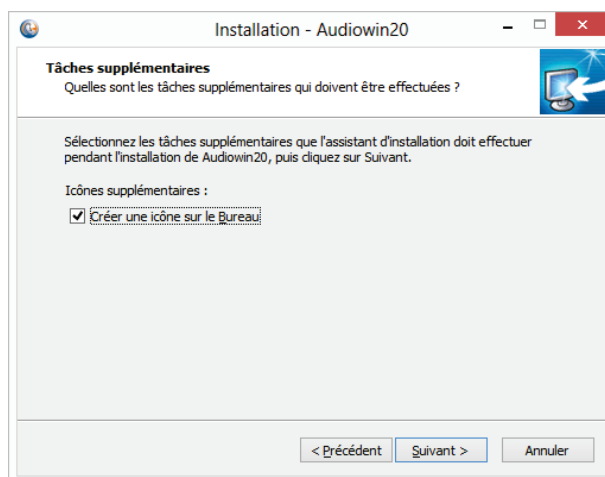 Installation - Audiowin20
Tâches supplémentaires
Quelles sont les tâches supplémentaires qui doivent être effectuées ?
Sélectionnez les tâches supplémentaires que l'assistant d'installation doit effectuer
pendant l'installation de Audiowin20, puis cliquez sur Suivant.
Icônes supplémentaires :
Créer une icône sur le Bureau
< Précédent Suivant > Annuler